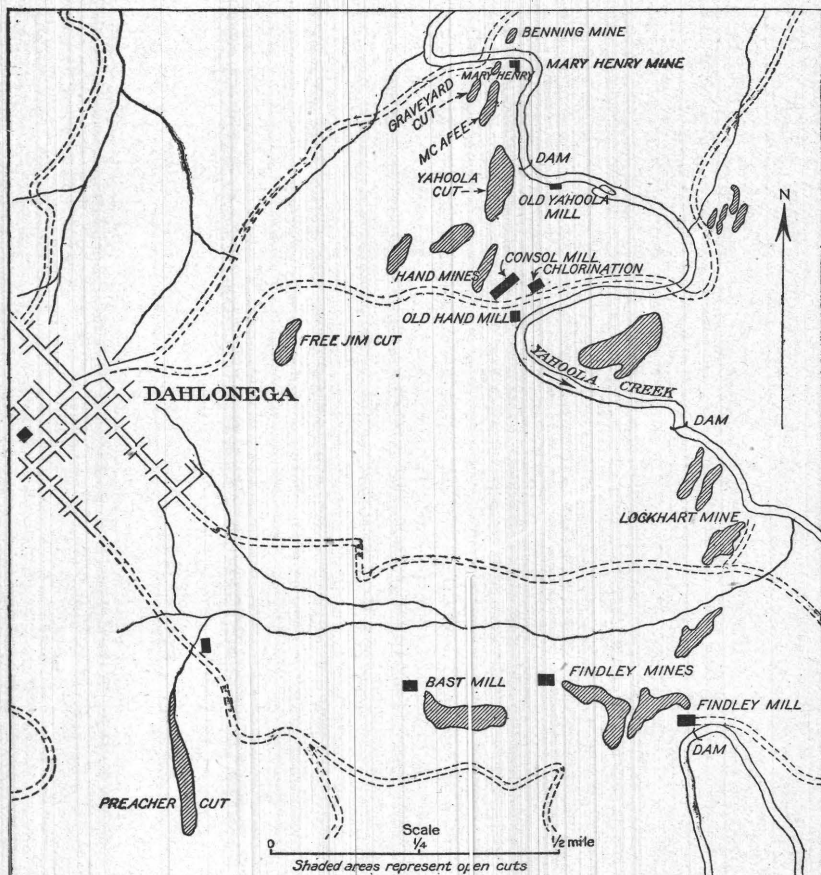 BENNING MINE
MARY HENRY MINE
MARY HENRY
GRAVEYARD
CUT
MC AFEE
DAM
YAHOOLA
CUT
OLD YAHOOLA
MILL
N
CONSOL MILL
CHLORINATION
HAND MINES
OLD HAND MILL
FREE JIM CUT
YAHOOLA CREEK
DAHLONEGA
DAM
LOCKHART MINE
BAST MILL
FINDLEY MINES
FINDLEY MILL
DAM
PREACHER CUT
Scale
0 1/4 1/2 mile
Shaded areas represent open cuts